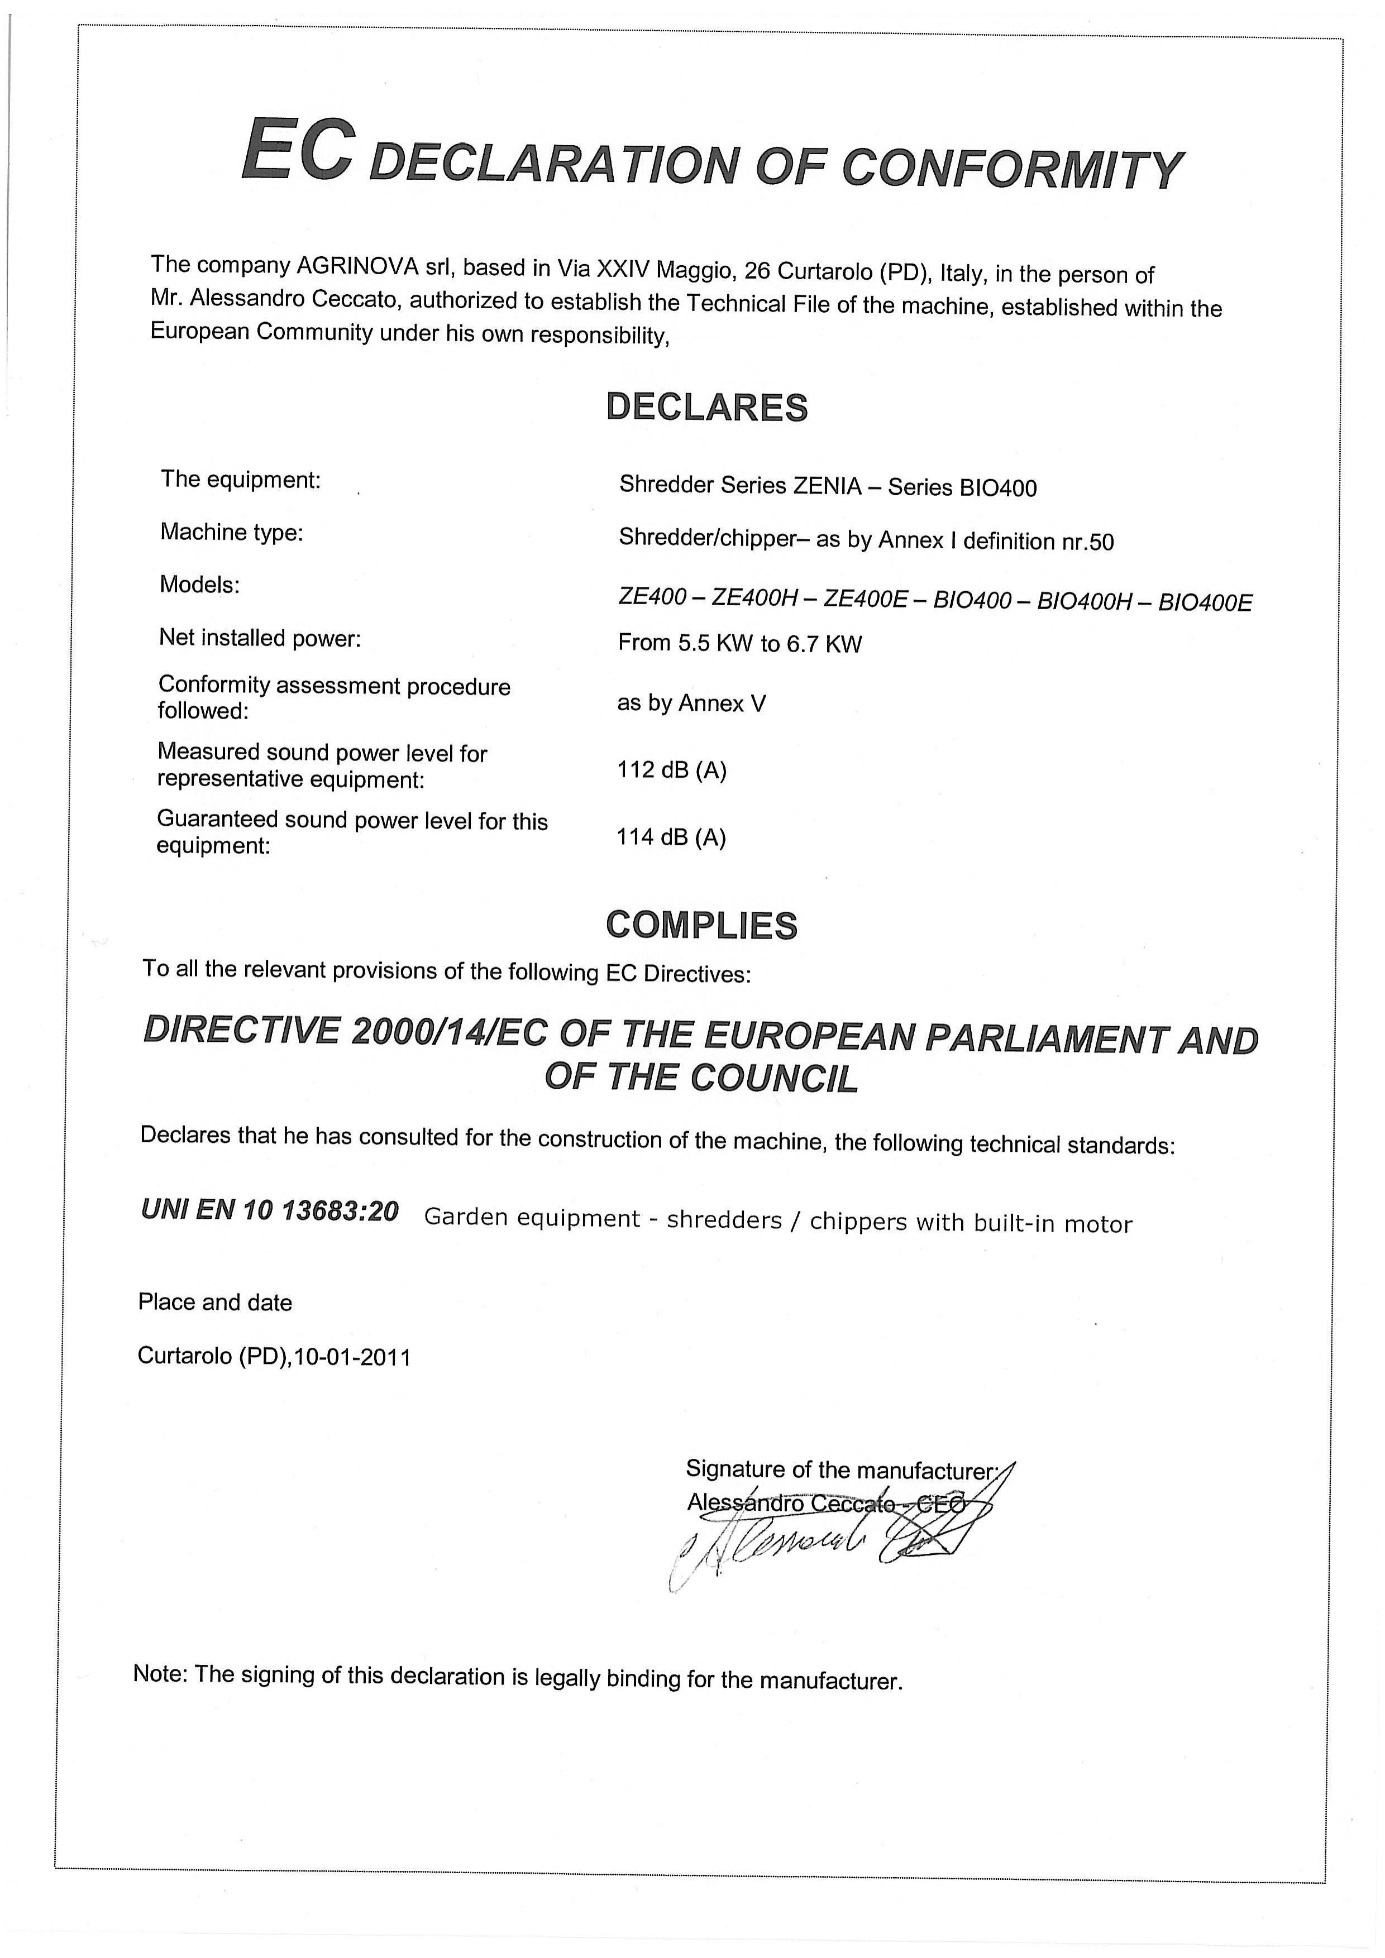 EC DECLARATION OF CONFORMITY
The company AGRINOVA srl, based in Via XXIV Maggio, 26 Curtarolo (PD), Italy, in the person of
Mr. Alessandro Ceccato, authorized to establish the Technical File of the machine, established within the
European Community under his own responsibility,
DECLARES
The equipment: Shredder Series ZENIA – Series BIO400
Machine type: Shredder/chipper– as by Annex I definition nr.50
Models: ZE400 – ZE400H – ZE400E – BIO400 – BIO400H – BIO400E
Net installed power: From 5.5 KW to 6.7 KW
Conformity assessment procedure
followed: as by Annex V
Measured sound power level for
representative equipment: 112 dB (A)
Guaranteed sound power level for this
equipment: 114 dB (A)
COMPLIES
To all the relevant provisions of the following EC Directives:
DIRECTIVE 2000/14/EC OF THE EUROPEAN PARLIAMENT AND
OF THE COUNCIL
Declares that he has consulted for the construction of the machine, the following technical standards:
UNI EN 10 13683:20 Garden equipment - shredders / chippers with built-in motor
Place and date
Curtarolo (PD),10-01-2011
Signature of the manufacturer:
Alessandro Ceccato - CEO
Note: The signing of this declaration is legally binding for the manufacturer.